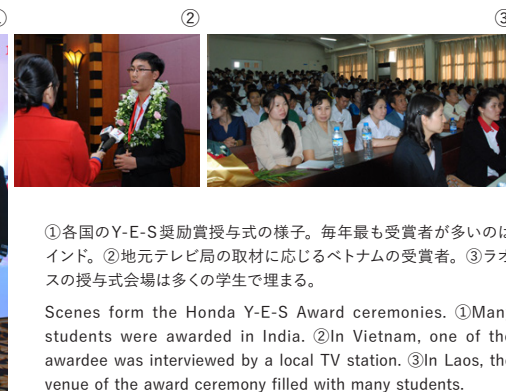 ②
③
①各国のY-E-S奨励賞授与式の様子。毎年最も受賞者が多いのは
インド。②地元テレビ局の取材に応じるベトナムの受賞者。③ラオ
スの授与式会場は多くの学生で埋まる。
Scenes form the Honda Y-E-S Award ceremonies. ①Many
students were awarded in India. ②In Vietnam, one of the
awardee was interviewed by a local TV station. ③In Laos, the
venue of the award ceremony filled with many students.